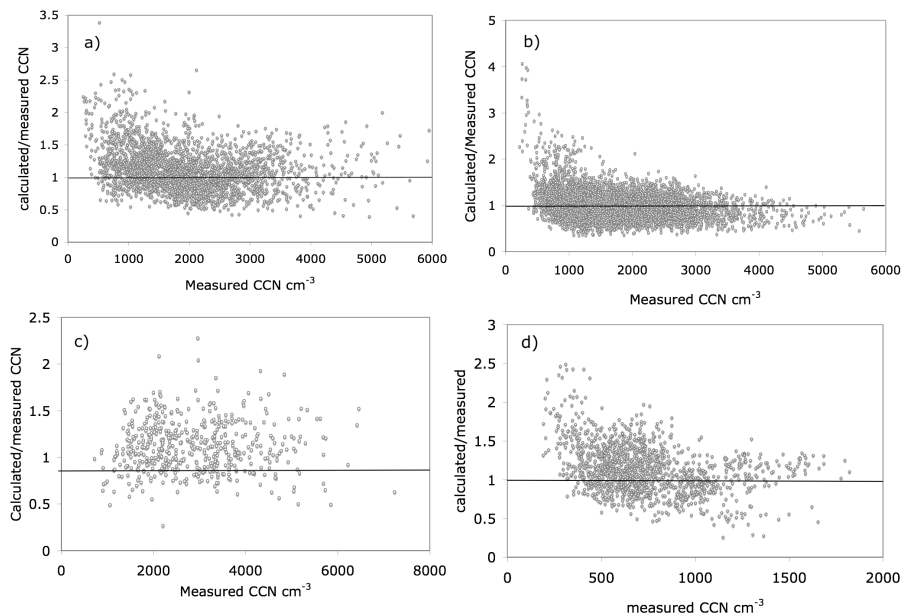 a)
calculated/measured CCN
3.5
3
2.5
2
1.5
1
0.5
0
0 1000 2000 3000 4000 5000 6000
Measured CCN cm⁻³
b)
Calculated/Measured CCN
5
4
3
2
1
0
0 1000 2000 3000 4000 5000 6000
Measured CCN cm⁻³
c)
Calculated/measured CCN
2.5
2
1.5
1
0.5
0
0 2000 4000 6000 8000
Measured CCN cm⁻³
d)
calculated/measured
3
2.5
2
1.5
1
0.5
0
0 500 1000 1500 2000
measured CCN cm⁻³